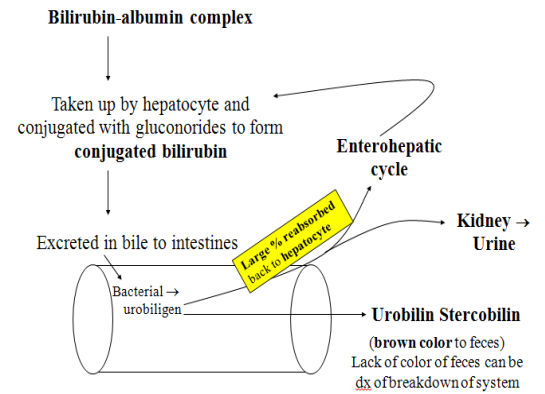 Bilirubin-albumin complex
Taken up by hepatocyte and
conjugated with gluconorides to form
conjugated bilirubin
Enterohepatic
cycle
Large % reabsorbed
back to hepatocyte
Kidney →
Urine
Excreted in bile to intestines
Bacterial →
urobiligen
Urobilin Stercobilin
(brown color to feces)
Lack of color of feces can be
dx of breakdown of system